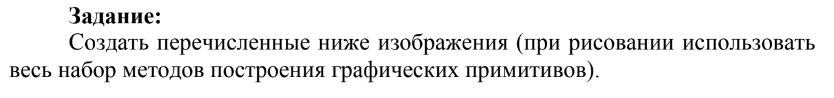 Задание:
Создать перечисленные ниже изображения (при рисовании использовать
весь набор методов построения графических примитивов).